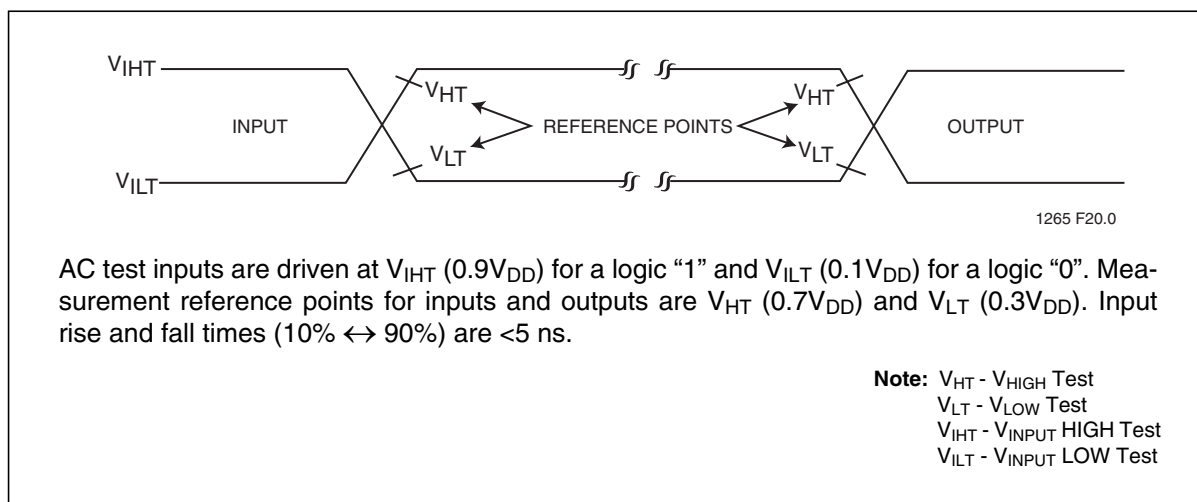 VIHT
VHT
VHT
INPUT
REFERENCE POINTS
OUTPUT
VLT
VLT
VILT
1265 F20.0
AC test inputs are driven at VIHT (0.9VDD) for a logic “1” and VILT (0.1VDD) for a logic “0”. Mea-
surement reference points for inputs and outputs are VHT (0.7VDD) and VLT (0.3VDD). Input
rise and fall times (10% ↔ 90%) are <5 ns.
Note: VHT - VHIGH Test
VLT - VLOW Test
VIHT - VINPUT HIGH Test
VILT - VINPUT LOW Test